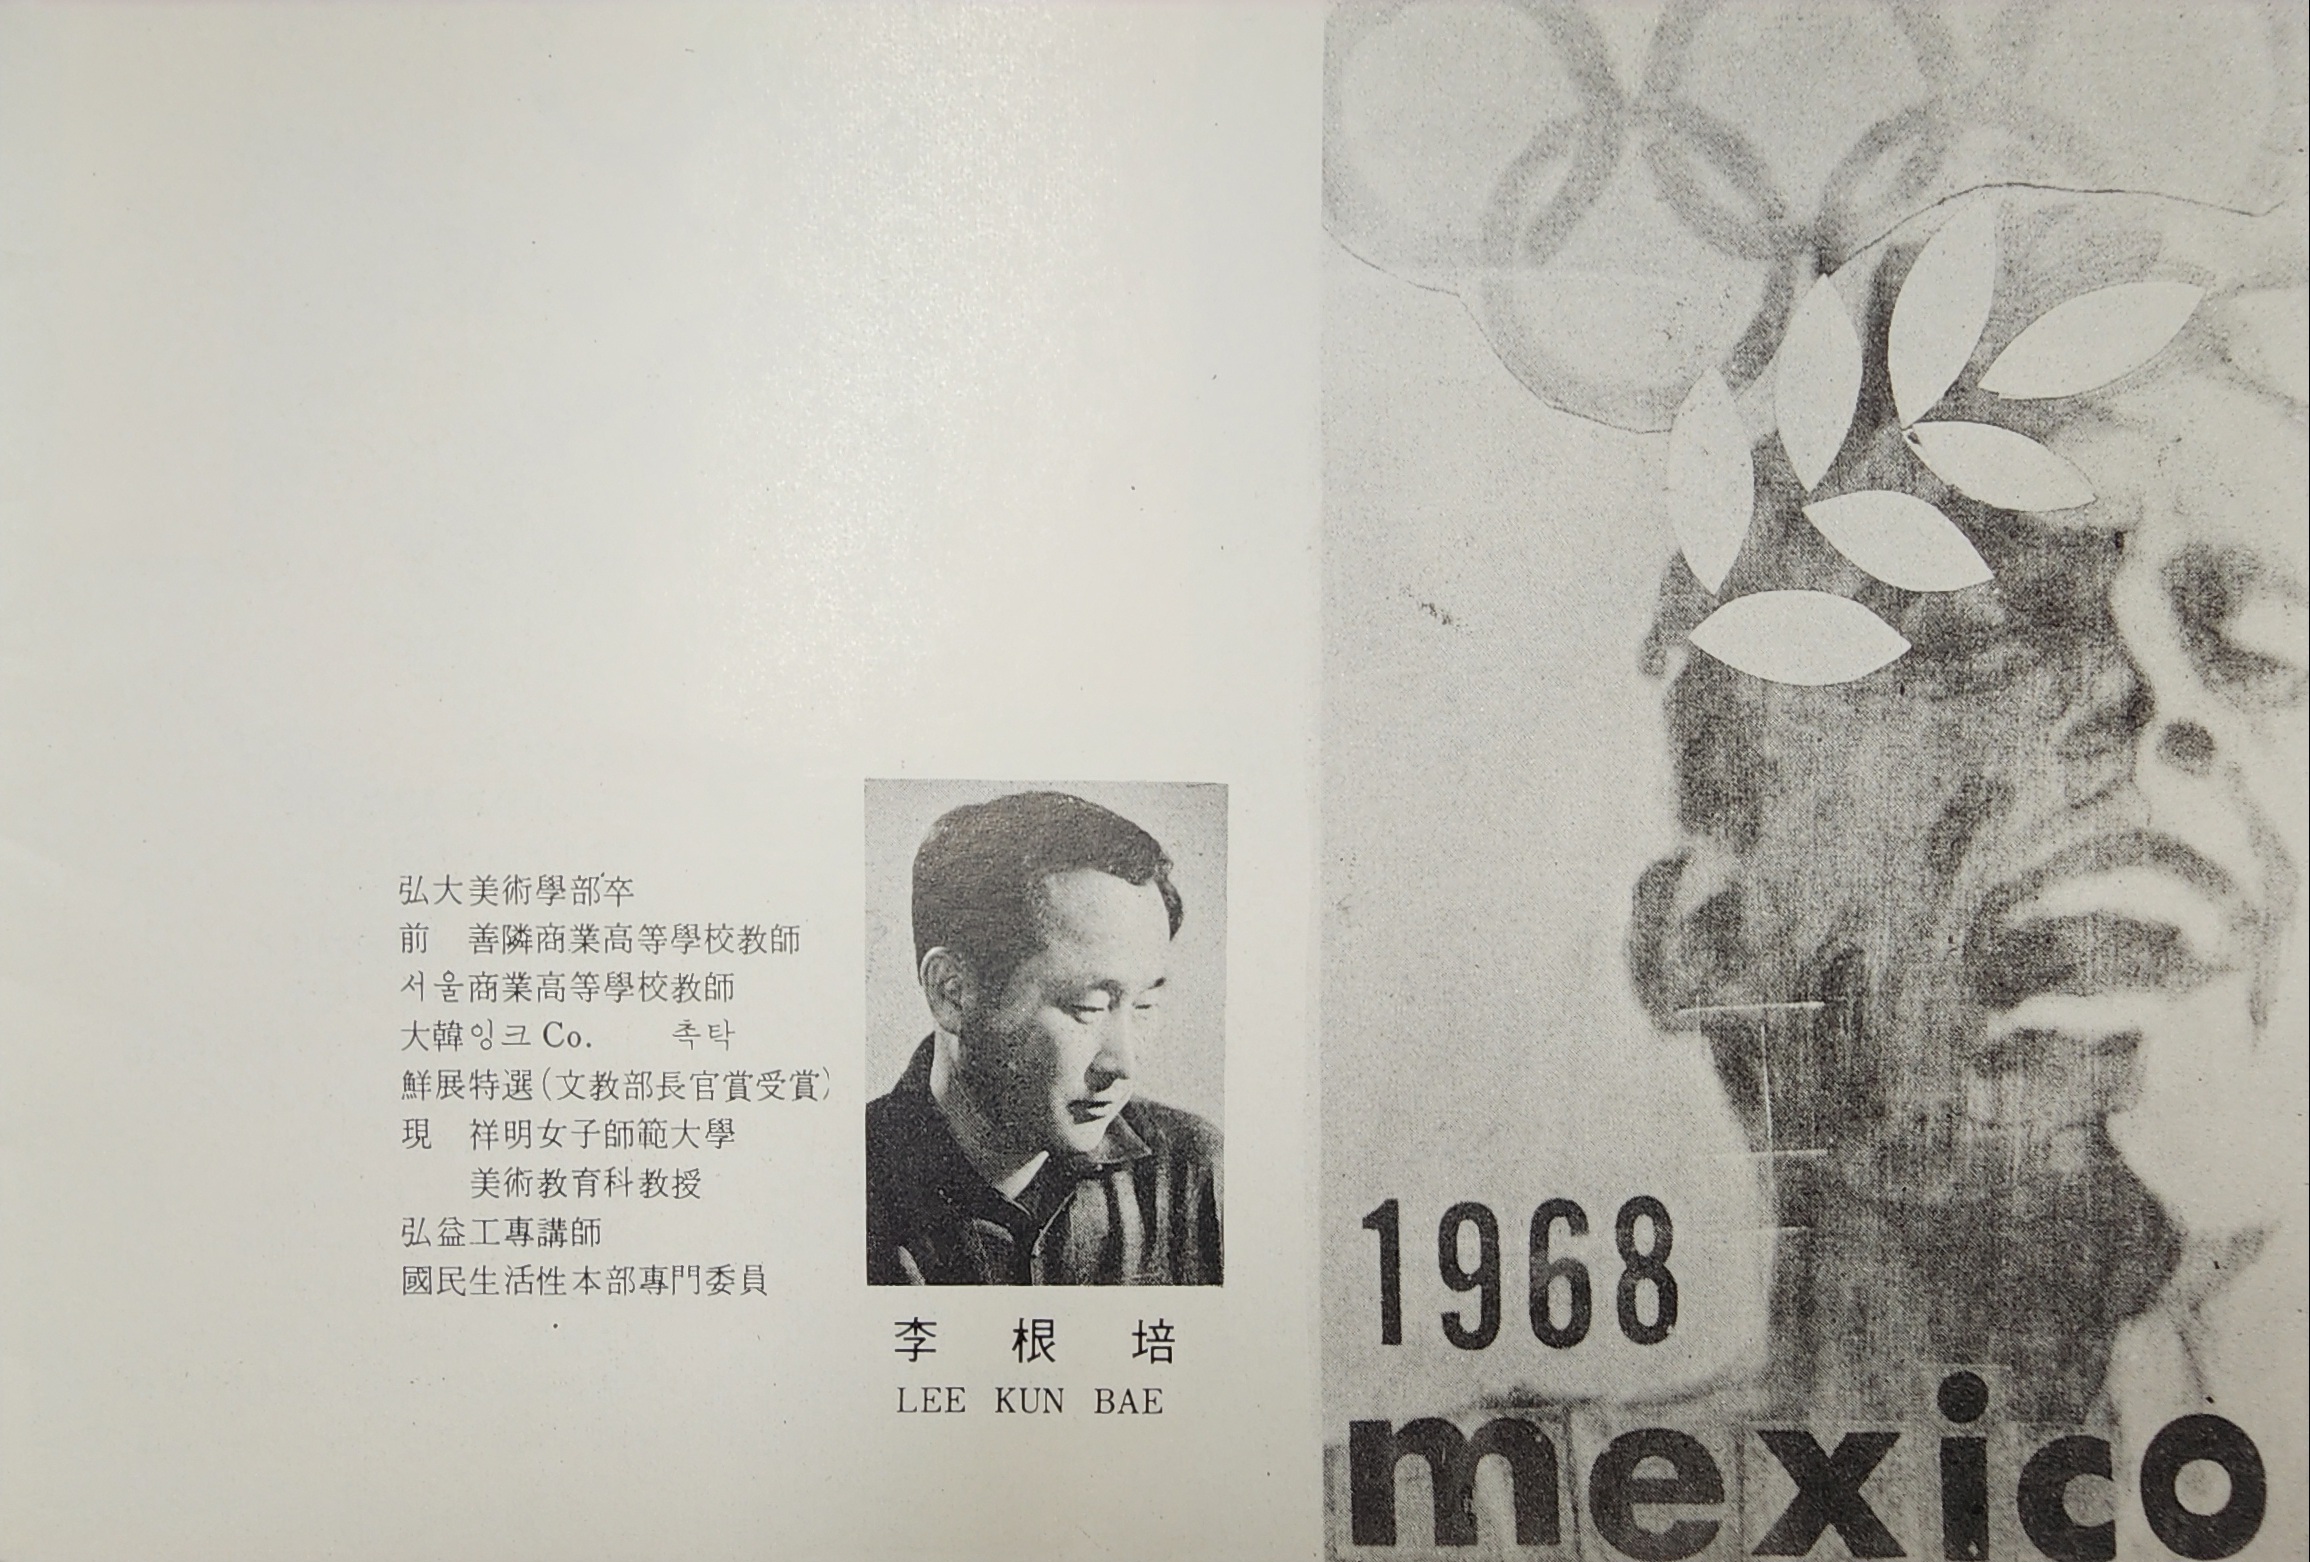 弘大美術學部卒
前　善隣商業高等學校教師
서울商業高等學校教師
大韓잉크 Co.　　촉탁
鮮展特選(文教部長官賞受賞)
現　祥明女子師範大學
美術教育科教授
弘益工專講師
國民生活性本部專門委員
李 根 培
LEE KUN BAE
1968
mexico